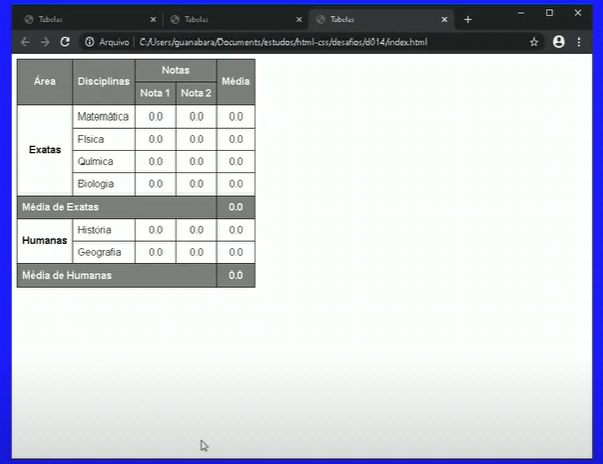 Tabelas Tabelas Tabelas
Arquivo C:/Users/guanabara/Documents/estudos/html-css/desafios/d014/index.html
Área Disciplinas Notas Média
Nota 1 Nota 2
Exatas Matemática 0.0 0.0 0.0
Física 0.0 0.0 0.0
Química 0.0 0.0 0.0
Biologia 0.0 0.0 0.0
Média de Exatas 0.0
Humanas História 0.0 0.0 0.0
Geografia 0.0 0.0 0.0
Média de Humanas 0.0